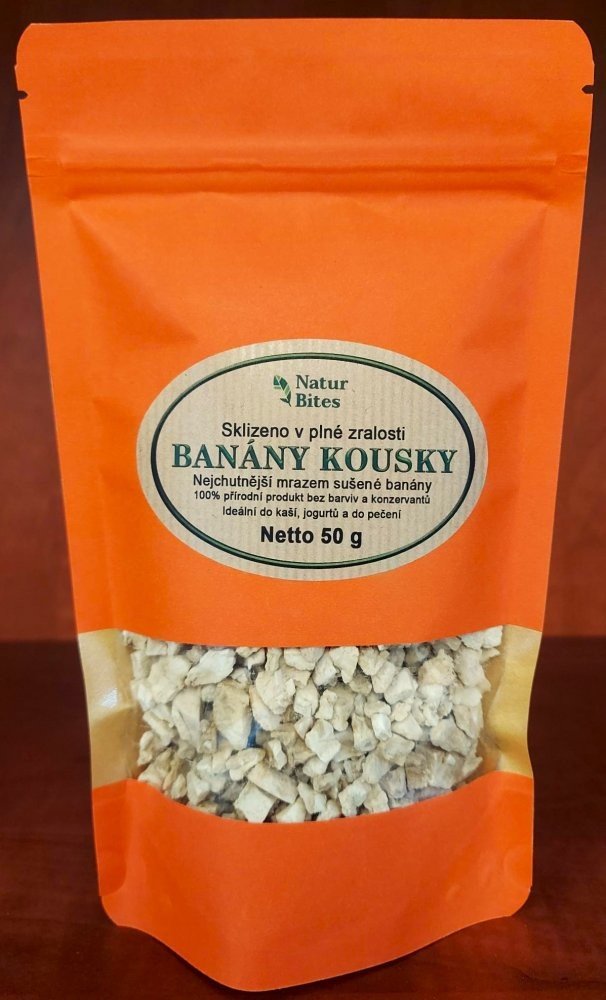 Natur
Bites
Sklizeno v plné zralosti
BANÁNY KOUSKY
Nejchutnější mrazem sušené banány
100% přírodní produkt bez barviv a konzervantů
Ideální do kaší, jogurtů a do pečení
Netto 50 g